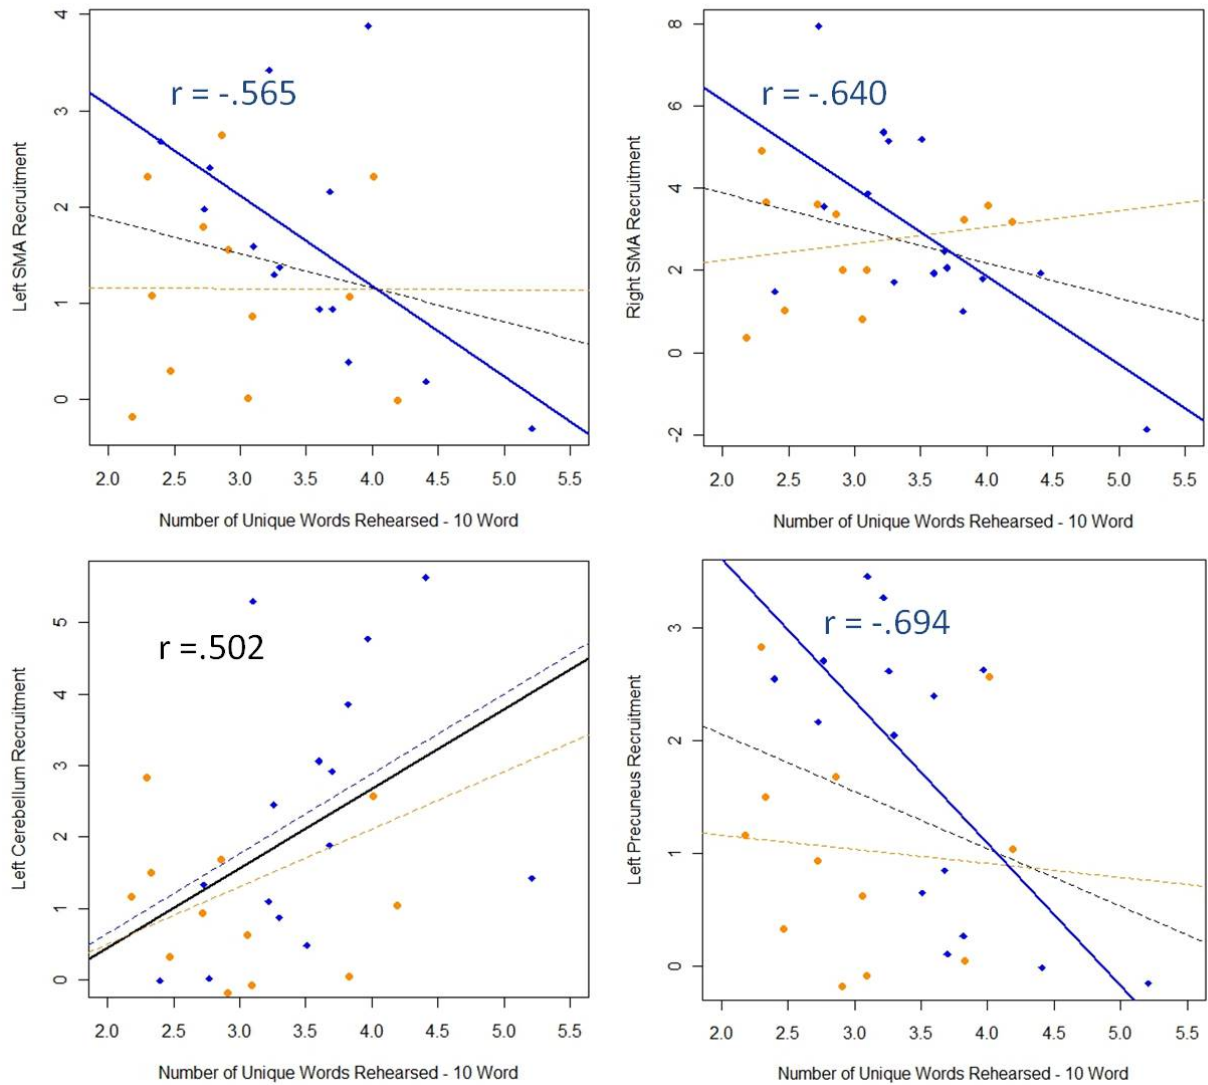 4
3
2
1
0
Left SMA Recruitment
r = -.565
2.0 2.5 3.0 3.5 4.0 4.5 5.0 5.5
Number of Unique Words Rehearsed - 10 Word
8
6
4
2
0
-2
Right SMA Recruitment
r = -.640
2.0 2.5 3.0 3.5 4.0 4.5 5.0 5.5
Number of Unique Words Rehearsed - 10 Word
5
4
3
2
1
0
Left Cerebellum Recruitment
r =.502
2.0 2.5 3.0 3.5 4.0 4.5 5.0 5.5
Number of Unique Words Rehearsed - 10 Word
3
2
1
0
Left Precuneus Recruitment
r = -.694
2.0 2.5 3.0 3.5 4.0 4.5 5.0 5.5
Number of Unique Words Rehearsed - 10 Word